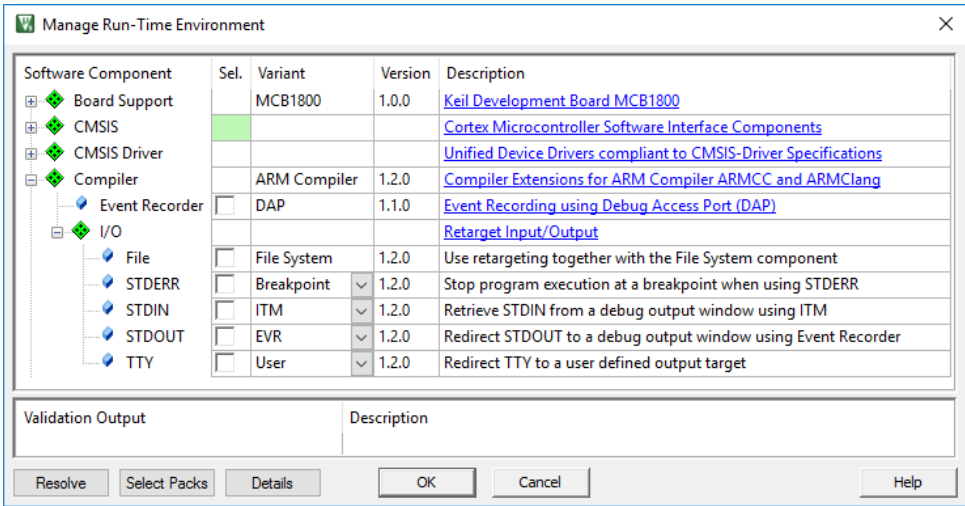 Manage Run-Time Environment
Software Component Sel. Variant Version Description
Board Support MCB1800 1.0.0 Keil Development Board MCB1800
CMSIS Cortex Microcontroller Software Interface Components
CMSIS Driver Unified Device Drivers compliant to CMSIS-Driver Specifications
Compiler ARM Compiler 1.2.0 Compiler Extensions for ARM Compiler ARMCC and ARMClang
Event Recorder DAP 1.1.0 Event Recording using Debug Access Port (DAP)
I/O Retarget Input/Output
File File System 1.2.0 Use retargeting together with the File System component
STDERR Breakpoint 1.2.0 Stop program execution at a breakpoint when using STDERR
STDIN ITM 1.2.0 Retrieve STDIN from a debug output window using ITM
STDOUT EVR 1.2.0 Redirect STDOUT to a debug output window using Event Recorder
TTY User 1.2.0 Redirect TTY to a user defined output target
Validation Output Description
Resolve Select Packs Details OK Cancel Help